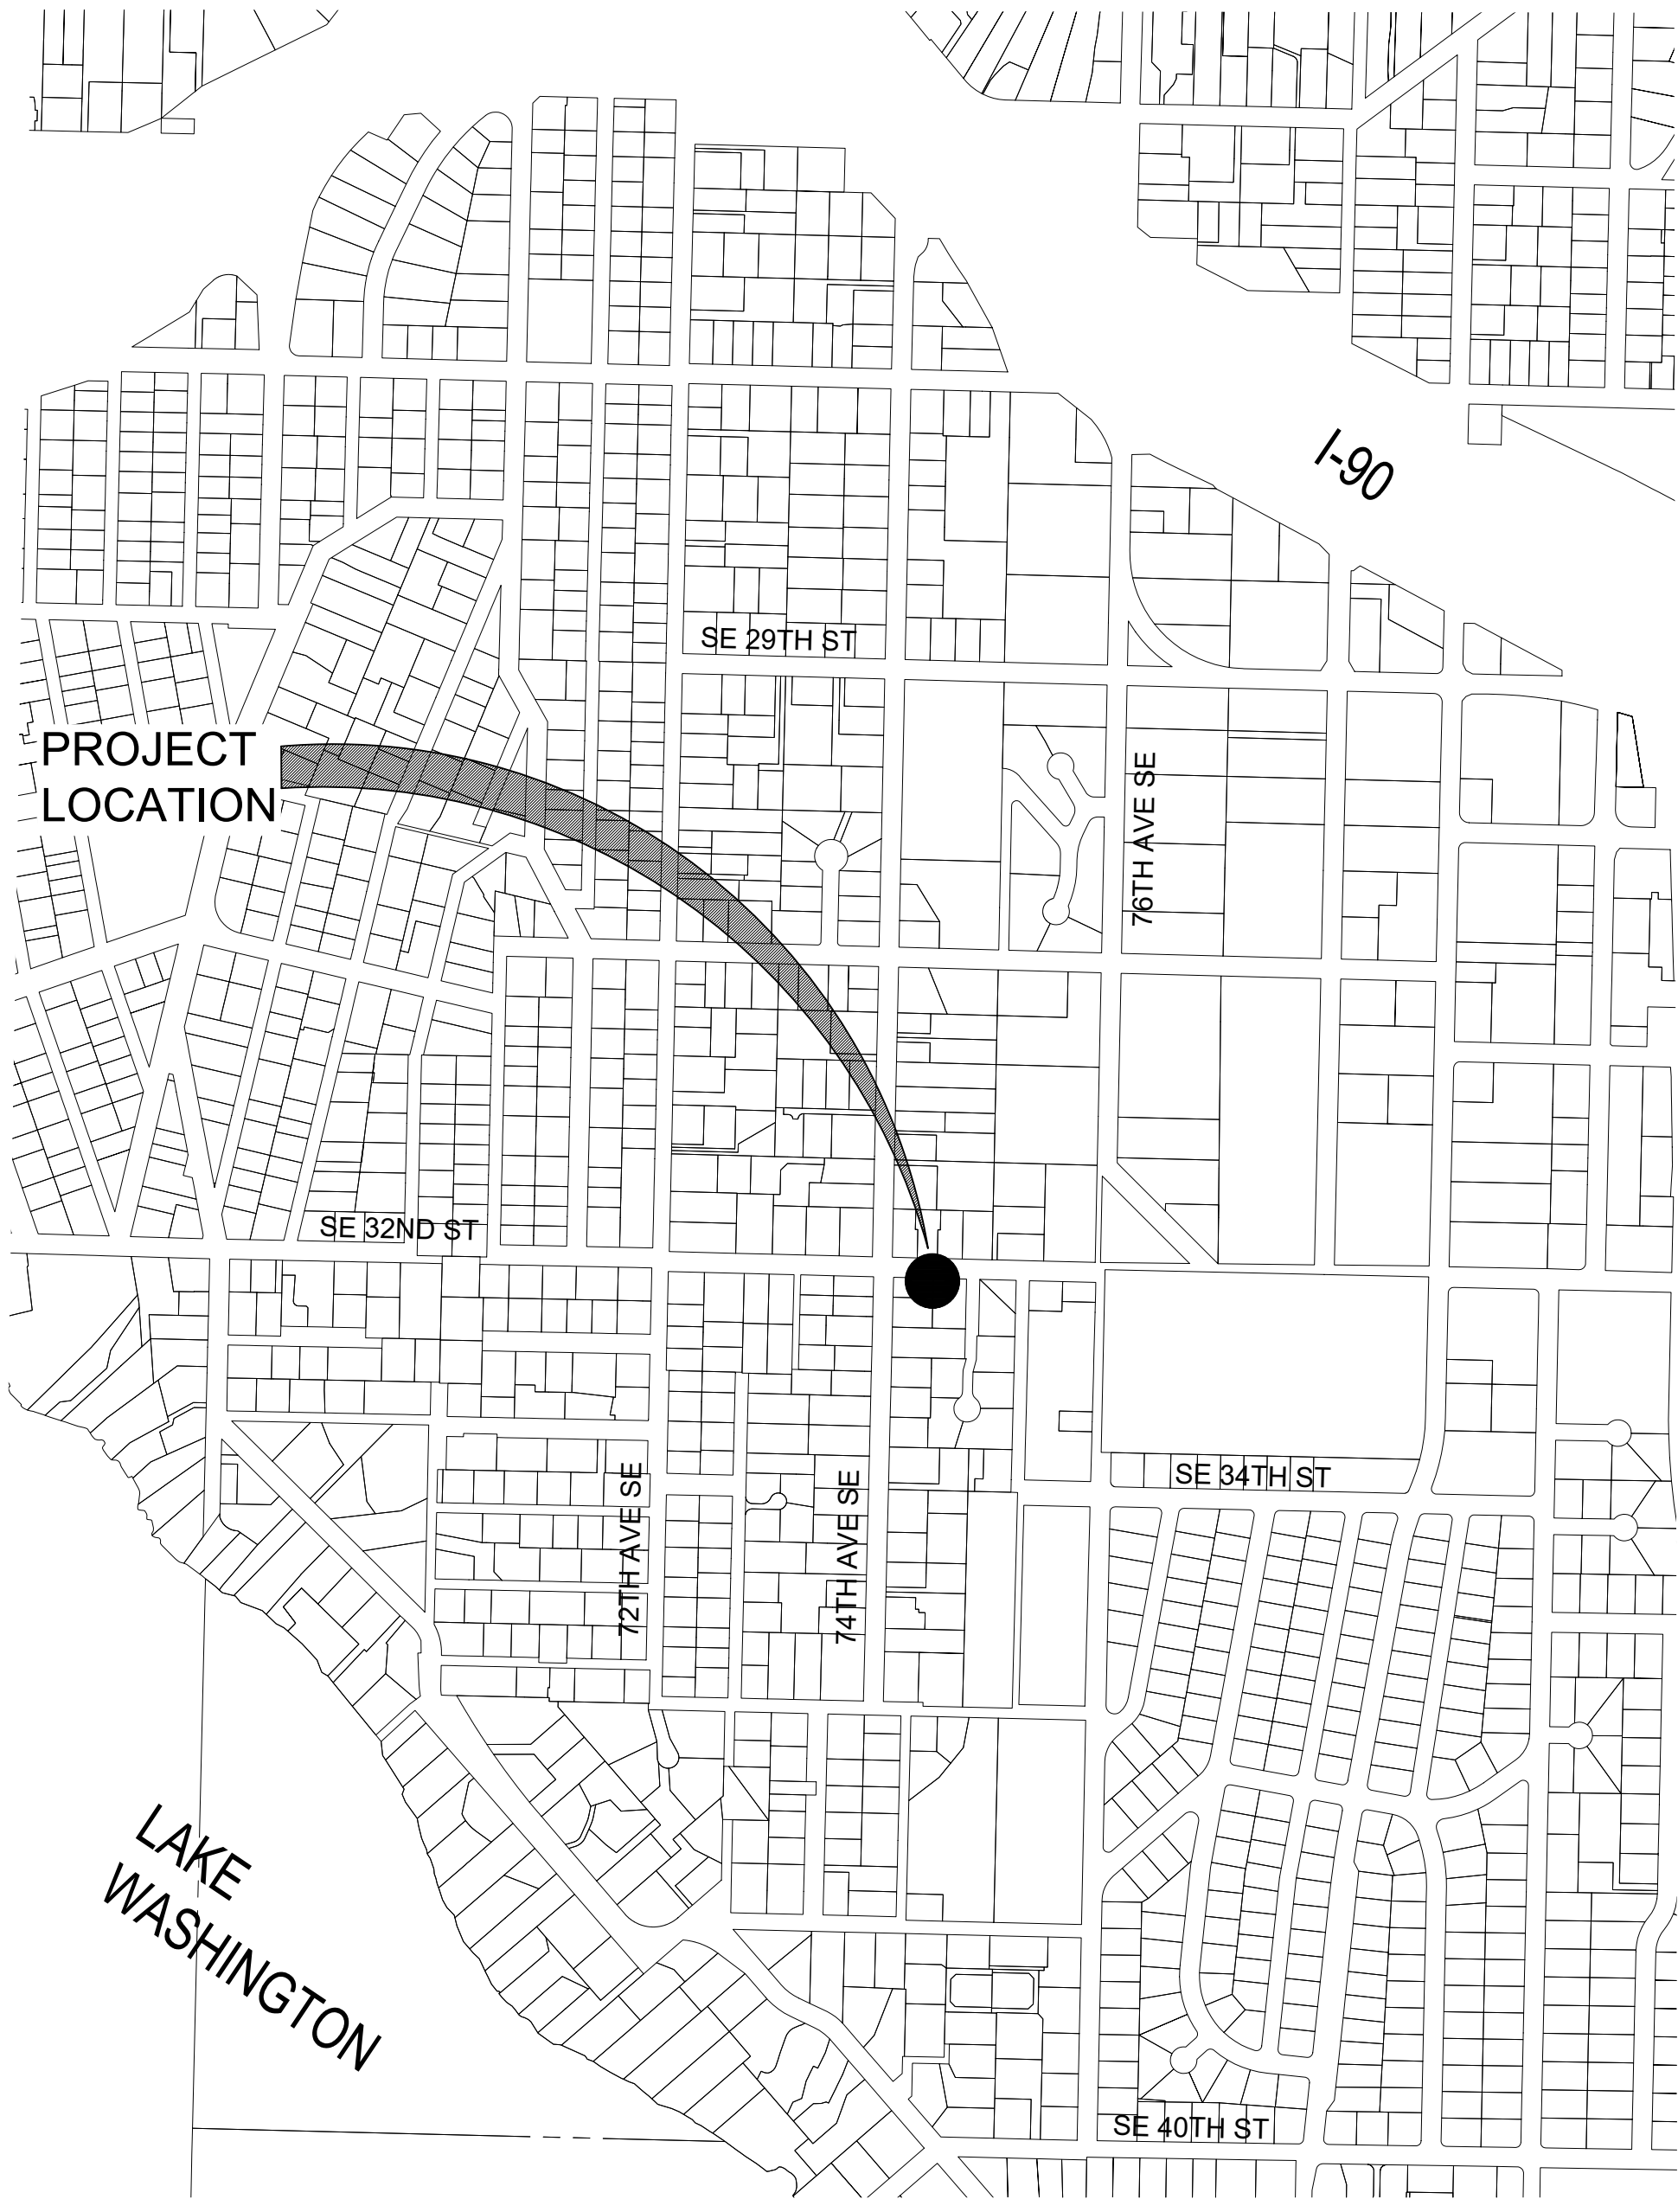 I-90
SE 29TH ST
PROJECT
LOCATION
76TH AVE SE
SE 32ND ST
SE 34TH ST
72TH AVE SE
74TH AVE SE
LAKE
WASHINGTON
SE 40TH ST